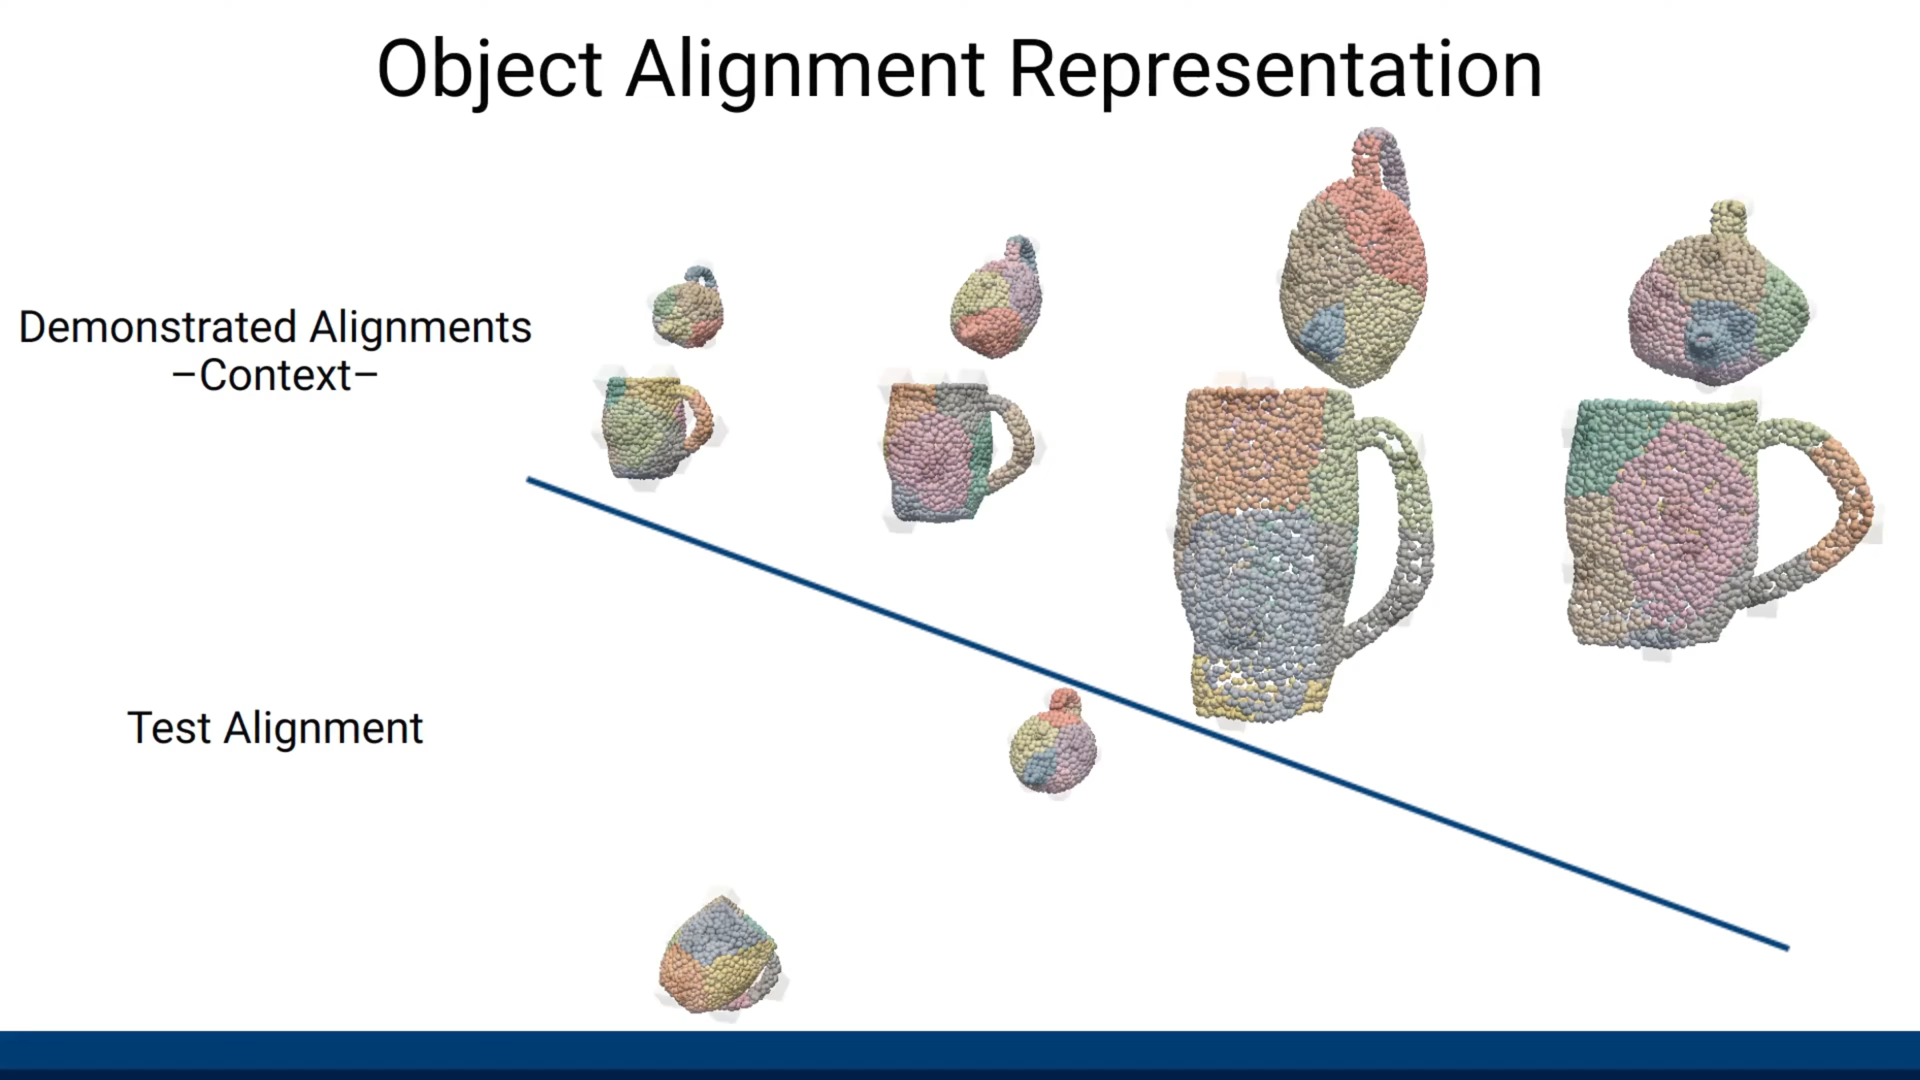 Object Alignment Representation
Demonstrated Alignments
–Context–
Test Alignment